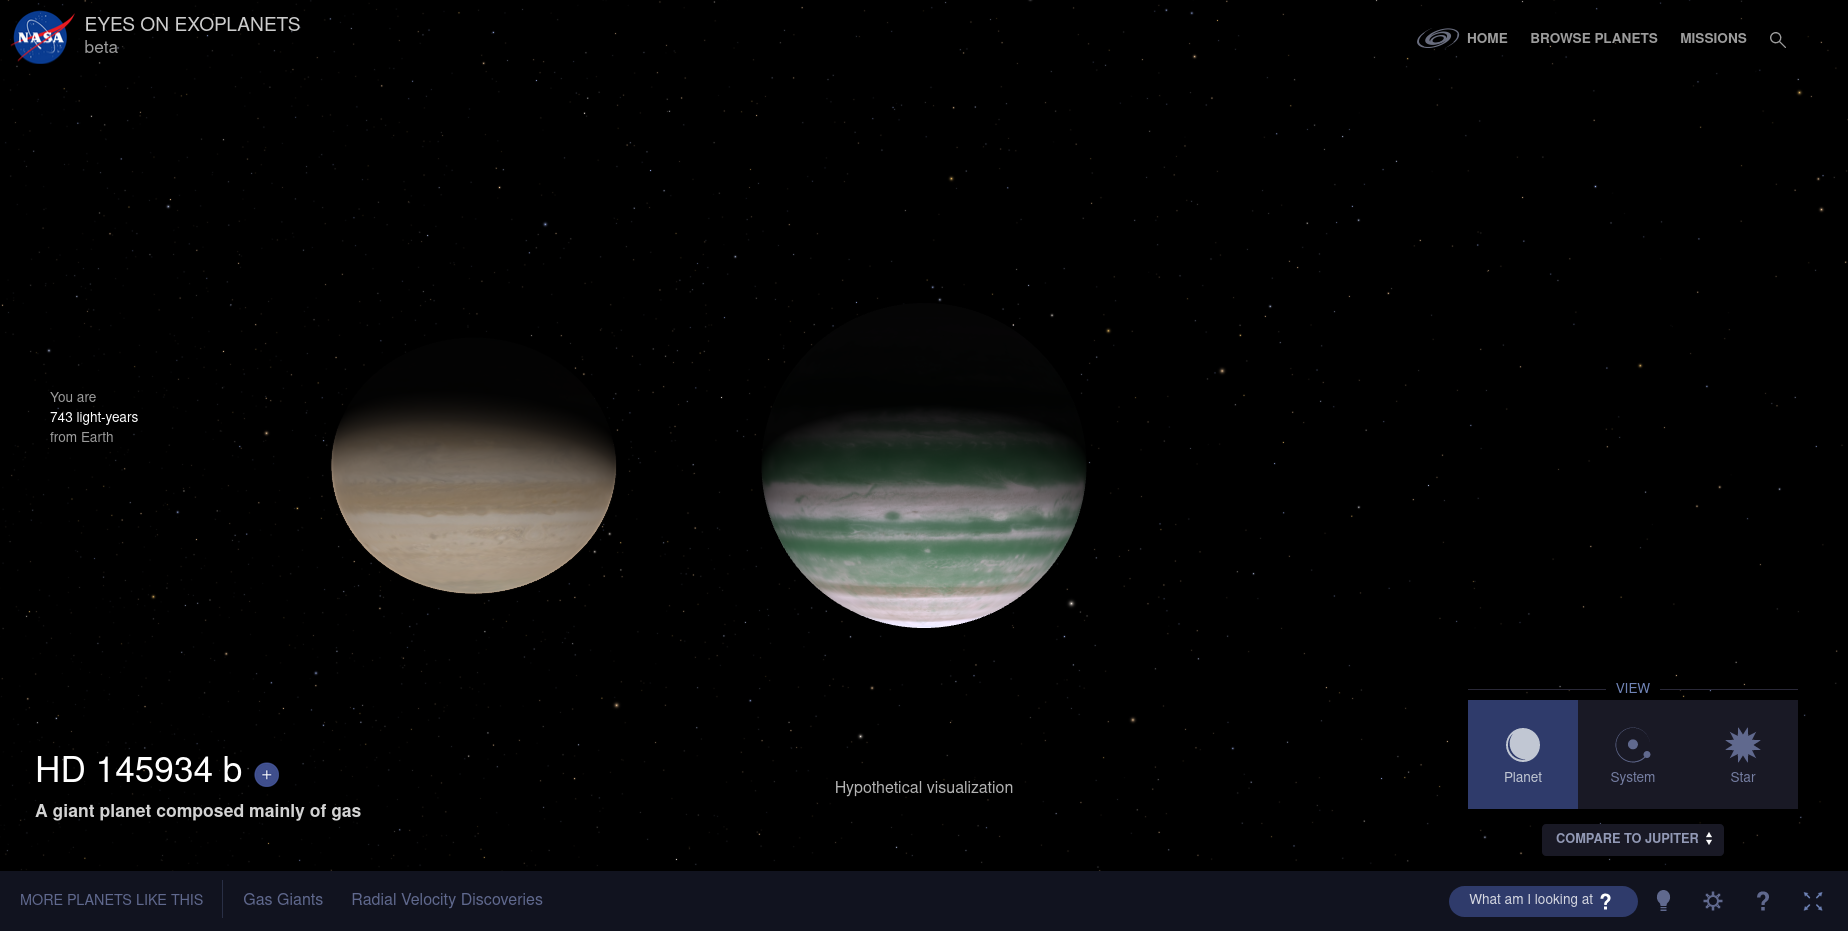 NASA
EYES ON EXOPLANETS
beta
HOME
BROWSE PLANETS
MISSIONS
You are
743 light-years
from Earth
HD 145934 b +
A giant planet composed mainly of gas
Hypothetical visualization
VIEW
Planet
System
Star
COMPARE TO JUPITER
MORE PLANETS LIKE THIS
Gas Giants
Radial Velocity Discoveries
What am I looking at ?
?